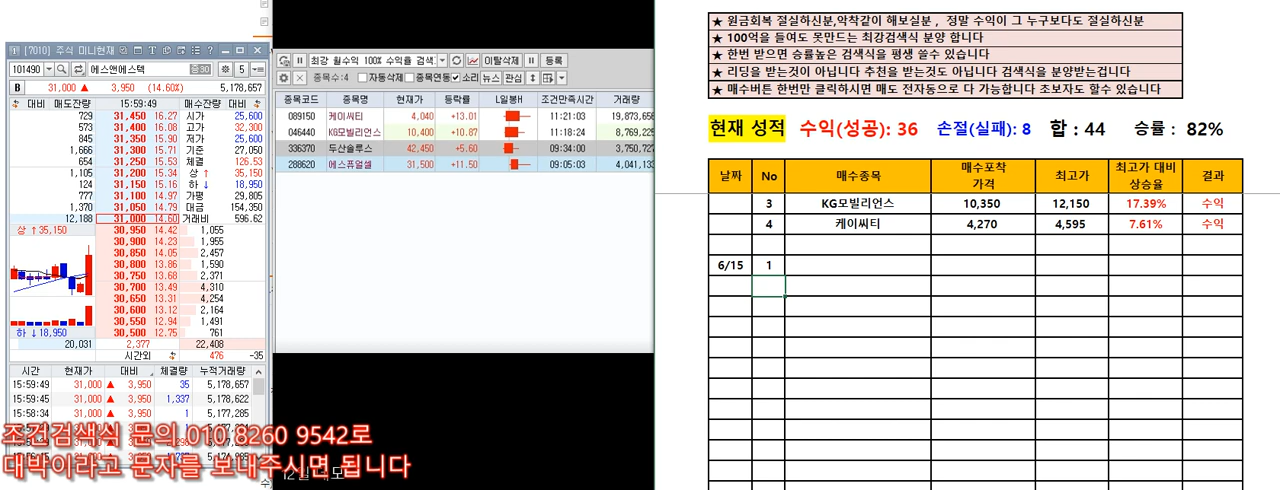 [7010] 주식 미니현재
101490 에스앤에스텍 증30 5
B 31,000 ▲ 3,950 (14.60%) 5,178,657
대비 매도잔량 15:59:49 매수잔량 대비
729 31,450 16.27 시가 25,600
573 31,400 16.08 고가 32,300
845 31,350 15.90 저가 25,600
1,666 31,300 15.71 기준 27,050
654 31,250 15.53 체결 126.53
1,105 31,200 15.34 상 ↑ 35,150
124 31,150 15.16 하 ↓ 18,950
777 31,100 14.97 가평 29,805
1,370 31,050 14.79 대금 154,350
12,188 31,000 14.60 거래비 596.62
상 ↑35,150 30,950 14.42 1,055
30,900 14.23 1,955
30,850 14.05 2,457
30,800 13.86 1,590
30,750 13.68 2,371
30,700 13.49 4,310
30,650 13.31 4,254
30,600 13.12 2,164
30,550 12.94 1,491
하 ↓18,950 30,500 12.75 761
20,031 2,377 22,408
시간외 476 -35
시간 현재가 대비 체결량 누적거래량
15:59:49 31,000 ▲ 3,950 35 5,178,657
15:59:45 31,000 ▲ 3,950 1,337 5,178,622
15:58:34 31,000 ▲ 3,950 1 5,177,285
조건검색식 문의 010 8260 9542로
대박이라고 문자를 보내주시면 됩니다
최강 월수익 100% 수익률 검색 이탈삭제 등록
종목수:4 자동삭제 종목연동 소리 뉴스 관심
종목코드 종목명 현재가 등락률 L일봉H 조건만족시간 거래량
089150 케이씨티 4,040 +13.01 11:21:03 19,873,656
046440 KG모빌리언스 10,400 +10.87 11:18:24 8,769,229
336370 두산솔루스 42,450 +5.60 09:34:00 3,750,727
288620 에스퓨얼셀 31,500 +11.50 09:05:03 4,041,133
★ 원금회복 절실하신분,악착같이 해보실분 , 정말 수익이 그 누구보다도 절실하신분
★ 100억을 들여도 못만드는 최강검색식 분양 합니다
★ 한번 받으면 승률높은 검색식을 평생 쓸수 있습니다
★ 리딩을 받는것이 아닙니다 추천을 받는것도 아닙니다 검색식을 분양받는겁니다
★ 매수버튼 한번만 클릭하시면 매도 전자동으로 다 가능합니다 초보자도 할수 있습니다
현재 성적 수익(성공): 36 손절(실패): 8 합 : 44 승률 : 82%
날짜 No 매수종목 매수포착 가격 최고가 최고가 대비 상승율 결과
3 KG모빌리언스 10,350 12,150 17.39% 수익
4 케이씨티 4,270 4,595 7.61% 수익
6/15 1